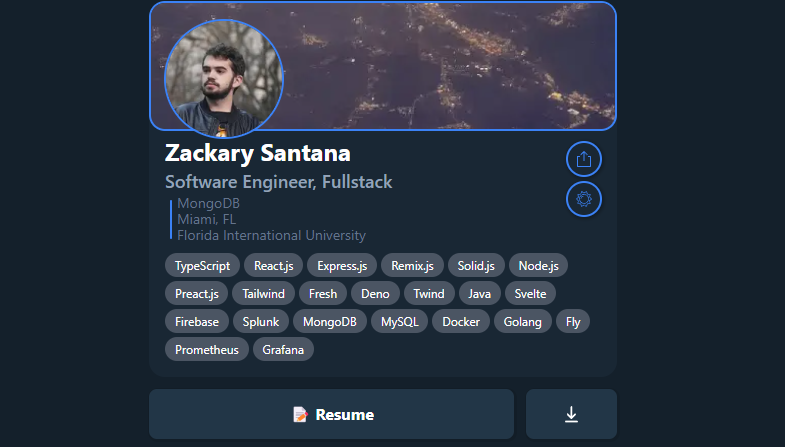 Zackary Santana
Software Engineer, Fullstack
MongoDB
Miami, FL
Florida International University
TypeScript React.js Express.js Remix.js Solid.js Node.js
Preact.js Tailwind Fresh Deno Twind Java Svelte
Firebase Splunk MongoDB MySQL Docker Golang Fly
Prometheus Grafana
Resume